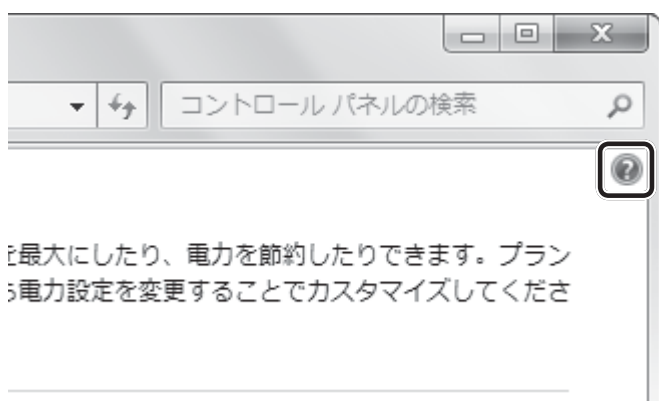 コントロール パネルの検索
を最大にしたり、電力を節約したりできます。プラン
ら電力設定を変更することでカスタマイズしてくださ